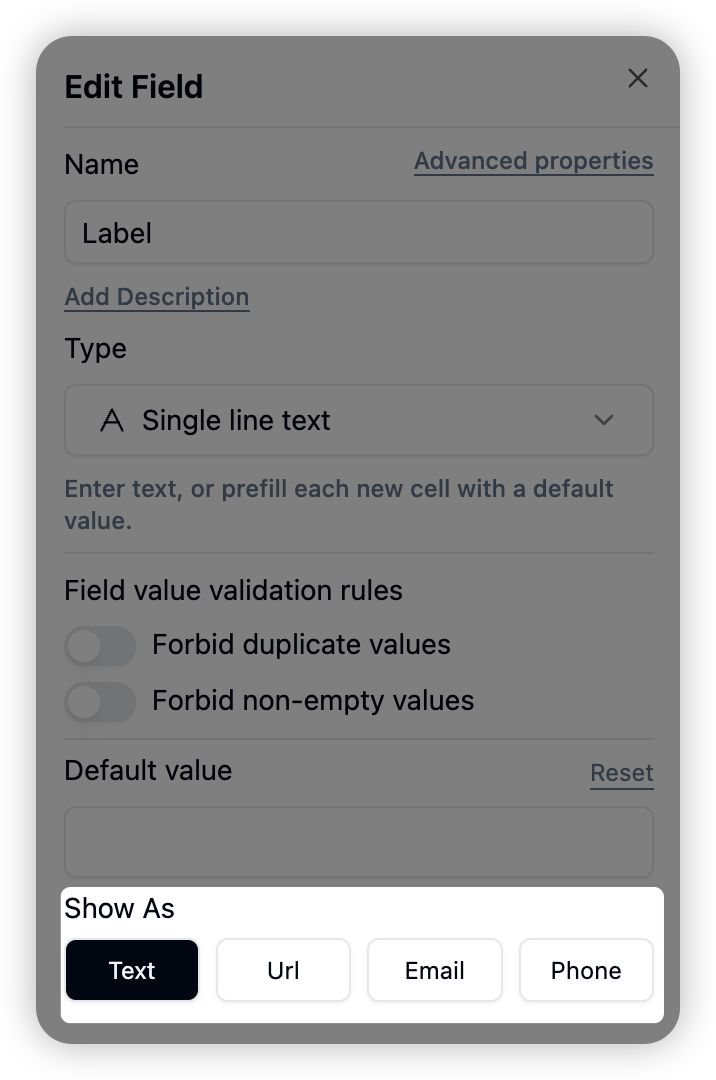 Edit Field
Name
Advanced properties
Label
Add Description
Type
Single line text
Enter text, or prefill each new cell with a default
value.
Field value validation rules
Forbid duplicate values
Forbid non-empty values
Default value
Reset
Show As
Text
Url
Email
Phone